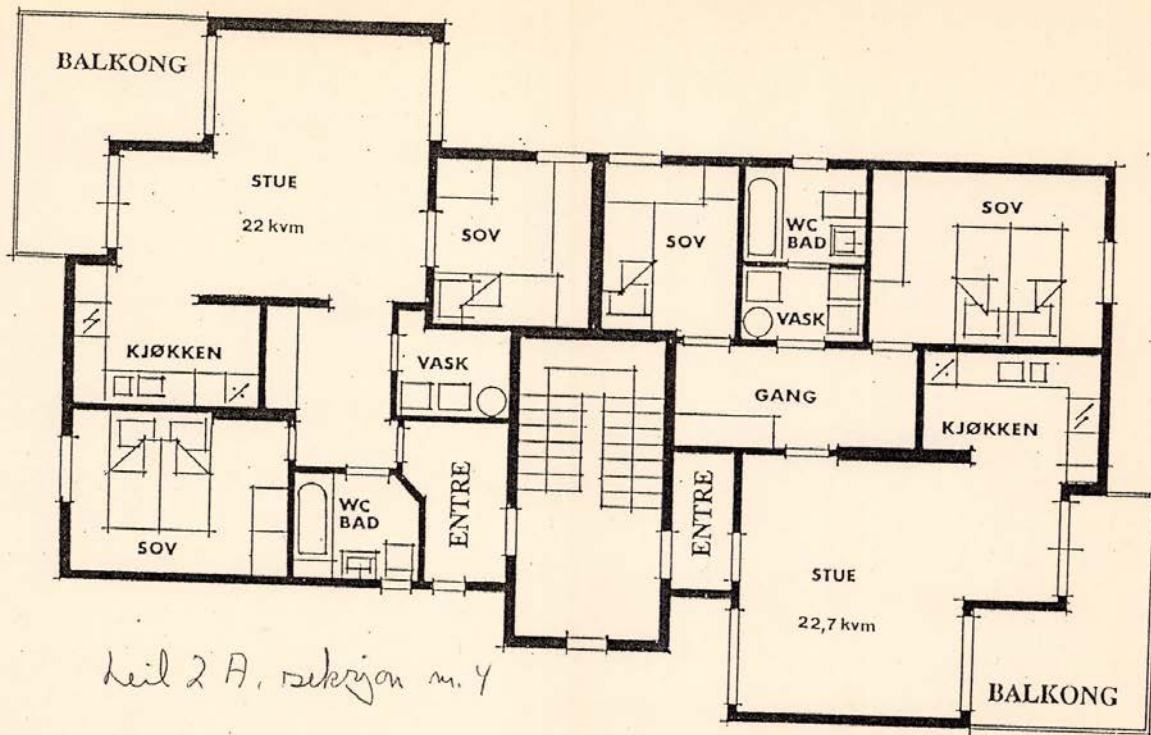 BALKONG
STUE
22 kvm
SOV
SOV
WC
BAD
SOV
VASK
KJØKKEN
VASK
GANG
KJØKKEN
WC
BAD
ENTRE
ENTRE
SOV
STUE
22,7 kvm
BALKONG
Leil 2 A, seksjon nr. 4